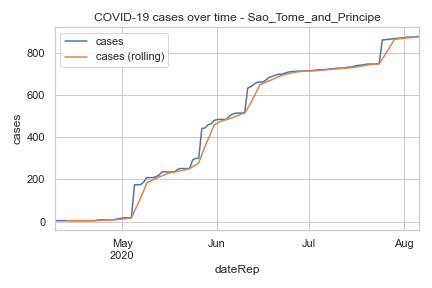 COVID-19 cases over time - Sao_Tome_and_Principe
cases
cases (rolling)
800
600
400
200
0
cases
May
2020
Jun
Jul
Aug
dateRep